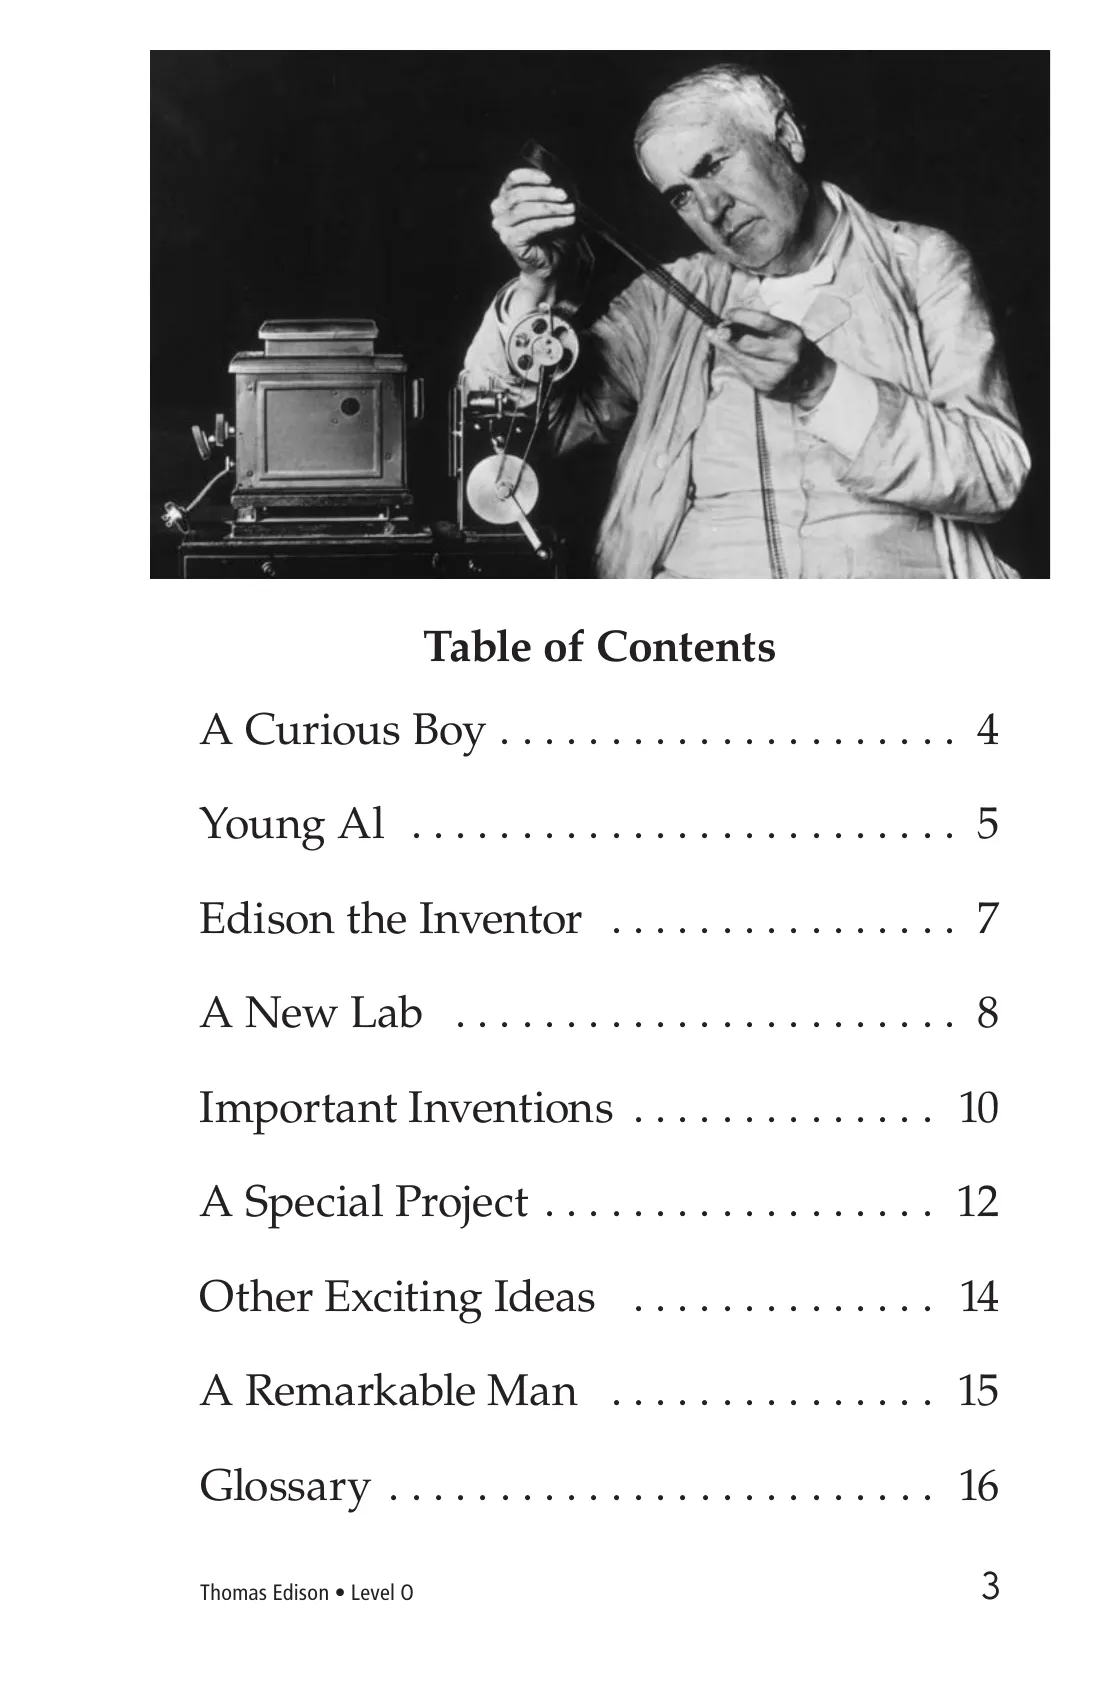 Table of Contents
A Curious Boy . . . . . . . . . . . . . . . . . . . . . 4
Young Al . . . . . . . . . . . . . . . . . . . . . . . . . 5
Edison the Inventor . . . . . . . . . . . . . . . . 7
A New Lab . . . . . . . . . . . . . . . . . . . . . . . 8
Important Inventions . . . . . . . . . . . . . . 10
A Special Project . . . . . . . . . . . . . . . . . . 12
Other Exciting Ideas . . . . . . . . . . . . . . 14
A Remarkable Man . . . . . . . . . . . . . . . 15
Glossary . . . . . . . . . . . . . . . . . . . . . . . . . 16
Thomas Edison • Level O 3